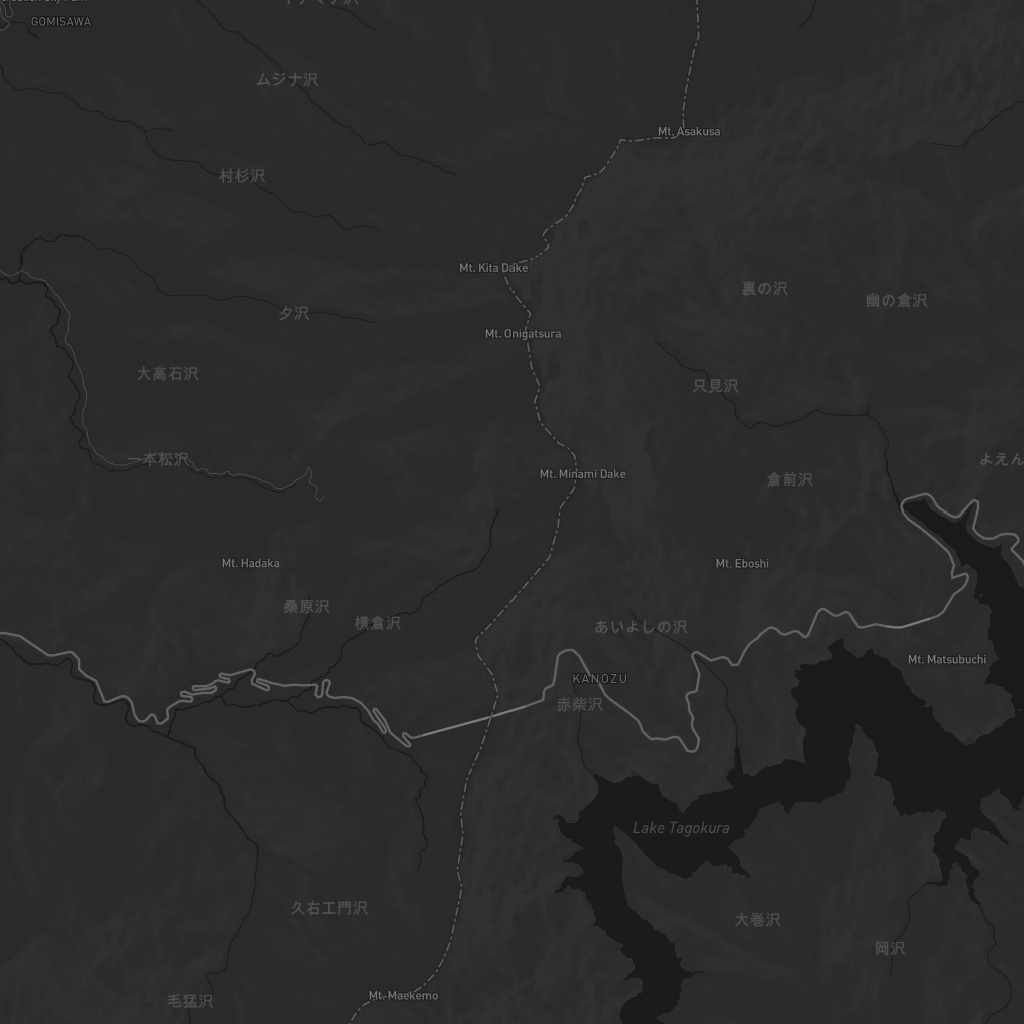 GOMISAWA
ムジナ沢
Mt. Asakusa
村杉沢
Mt. Kita Dake
裏の沢
幽の倉沢
夕沢
Mt. Onigatsura
大高石沢
只見沢
一本松沢
よえん
Mt. Minami Dake
倉前沢
Mt. Hadaka
Mt. Eboshi
桑原沢
横倉沢
あいよしの沢
Mt. Matsubuchi
KANOZU
赤柴沢
Lake Tagokura
久右工門沢
大巻沢
岡沢
Mt. Maekemo
毛猛沢